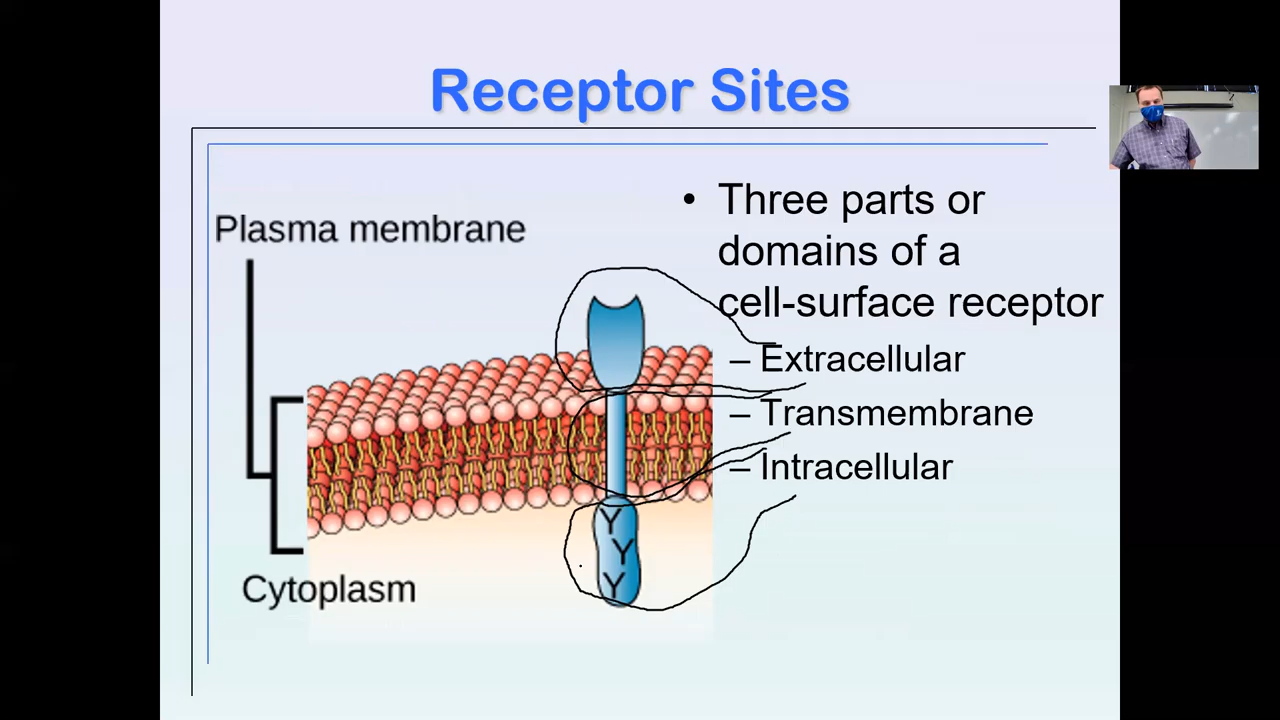 Receptor Sites
Plasma membrane
Cytoplasm
Y
Y
Y
• Three parts or
domains of a
cell-surface receptor
– Extracellular
– Transmembrane
– Intracellular